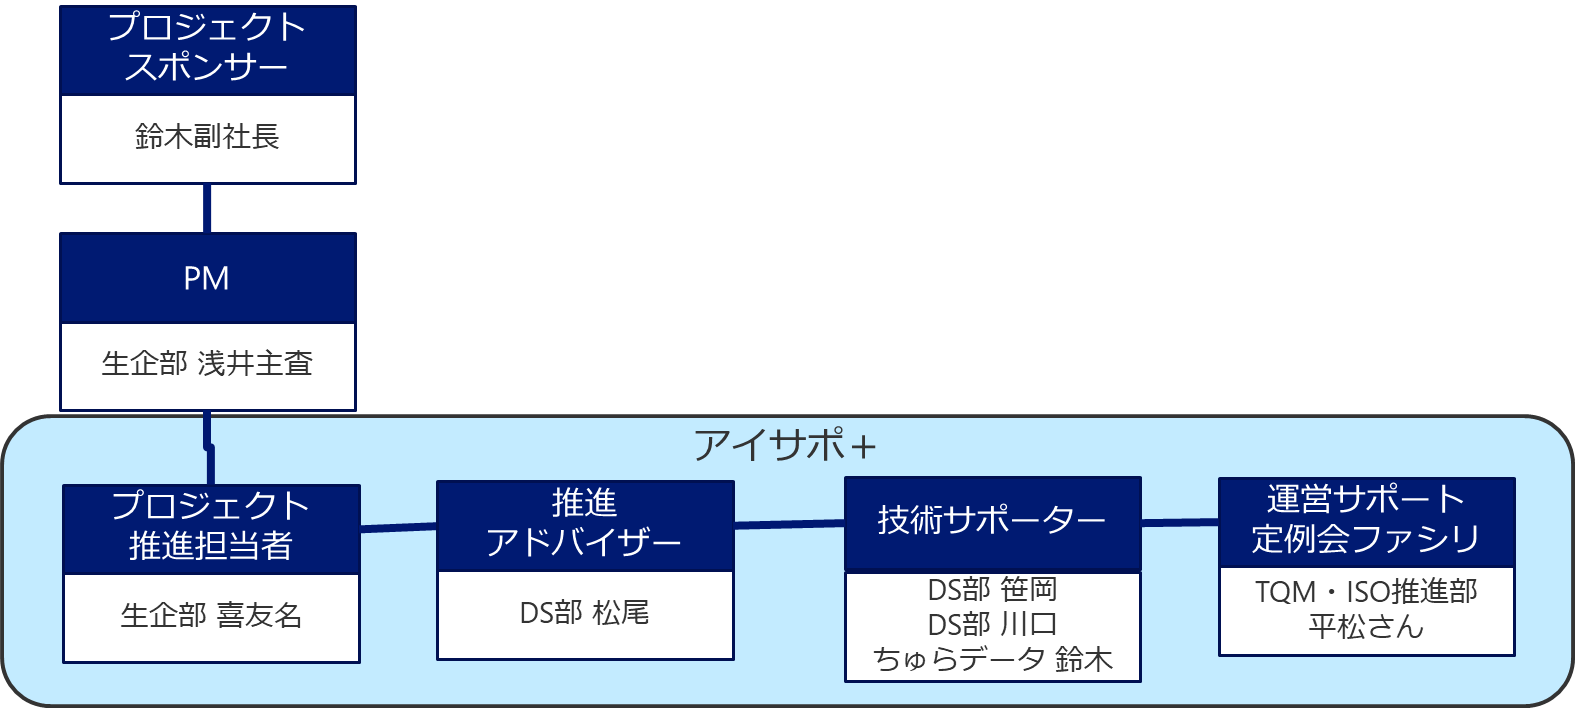 プロジェクト
スポンサー
鈴木副社長
PM
生企部 浅井主査
アイサポ＋
プロジェクト
推進担当者
生企部 喜友名
推進
アドバイザー
DS部 松尾
技術サポーター
DS部 笹岡
DS部 川口
ちゅらデータ 鈴木
運営サポート
定例会ファシリ
TQM・ISO推進部
平松さん